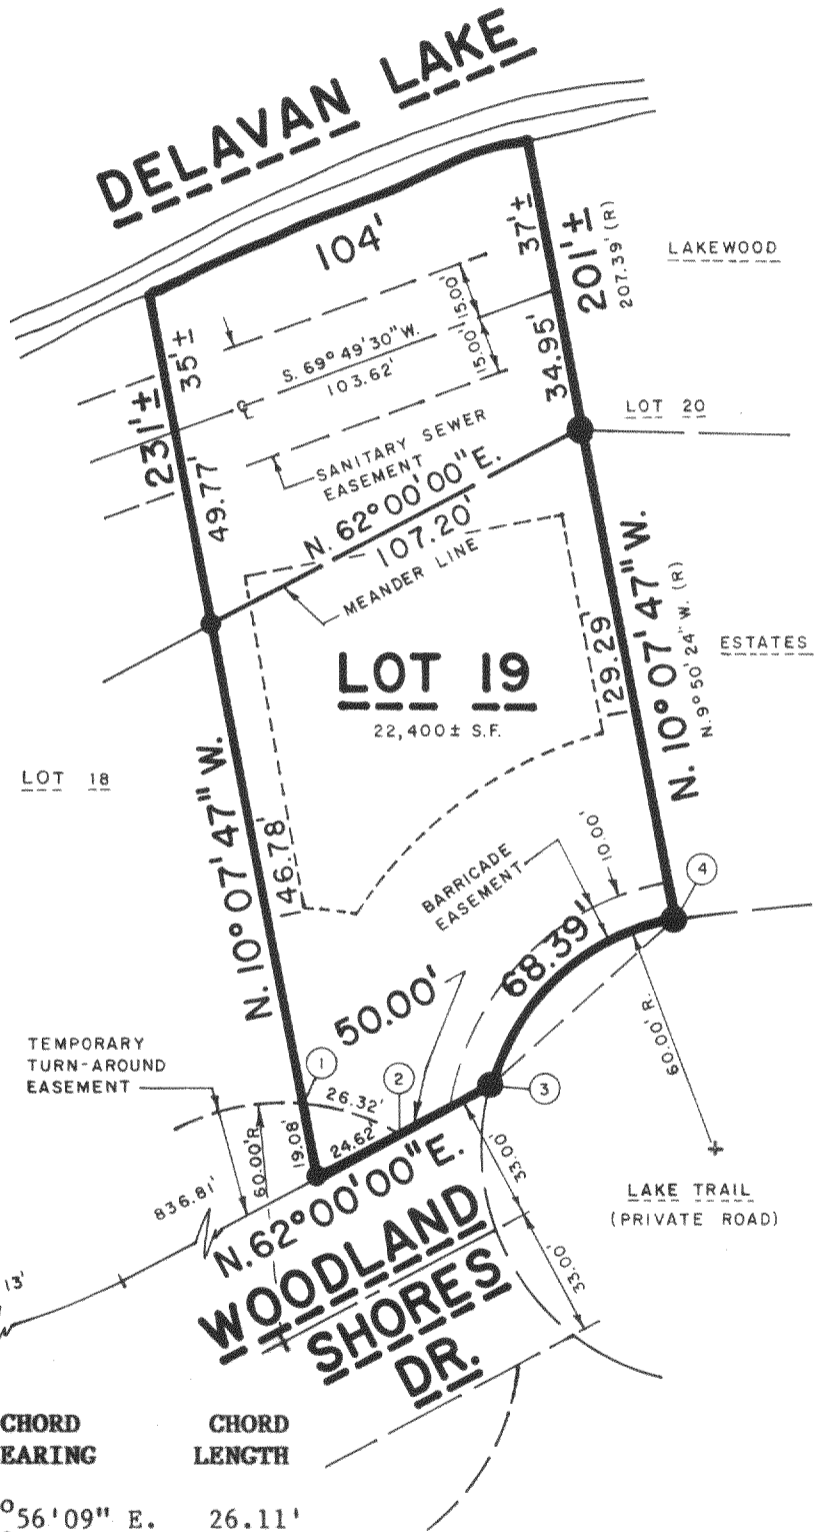 DELAVAN LAKE
104'
37'±
201'±
207.39' (R)
LAKEWOOD
15.00'
15.00'
35'±
231'±
S. 69° 49' 30" W.
103.62'
34.95'
LOT 20
49.77'
SANITARY SEWER
EASEMENT
N. 62° 00' 00" E.
107.20'
MEANDER LINE
LOT 19
22,400± S.F.
129.29
N. 10° 07' 47" W.
N. 9° 50' 24" W. (R)
ESTATES
LOT 18
N. 10° 07' 47" W.
146.78'
BARRICADE
EASEMENT
10.00'
4
68.39'
50.00'
60.00' R.
TEMPORARY
TURN-AROUND
EASEMENT
1
2
3
26.32'
24.62'
19.08'
60.00' R.
836.81'
13'
N. 62° 00' 00" E.
33.00'
33.00'
LAKE TRAIL
(PRIVATE ROAD)
WOODLAND
SHORES
DR.
CHORD CHORD
EARING LENGTH
°56'09" E. 26.11'